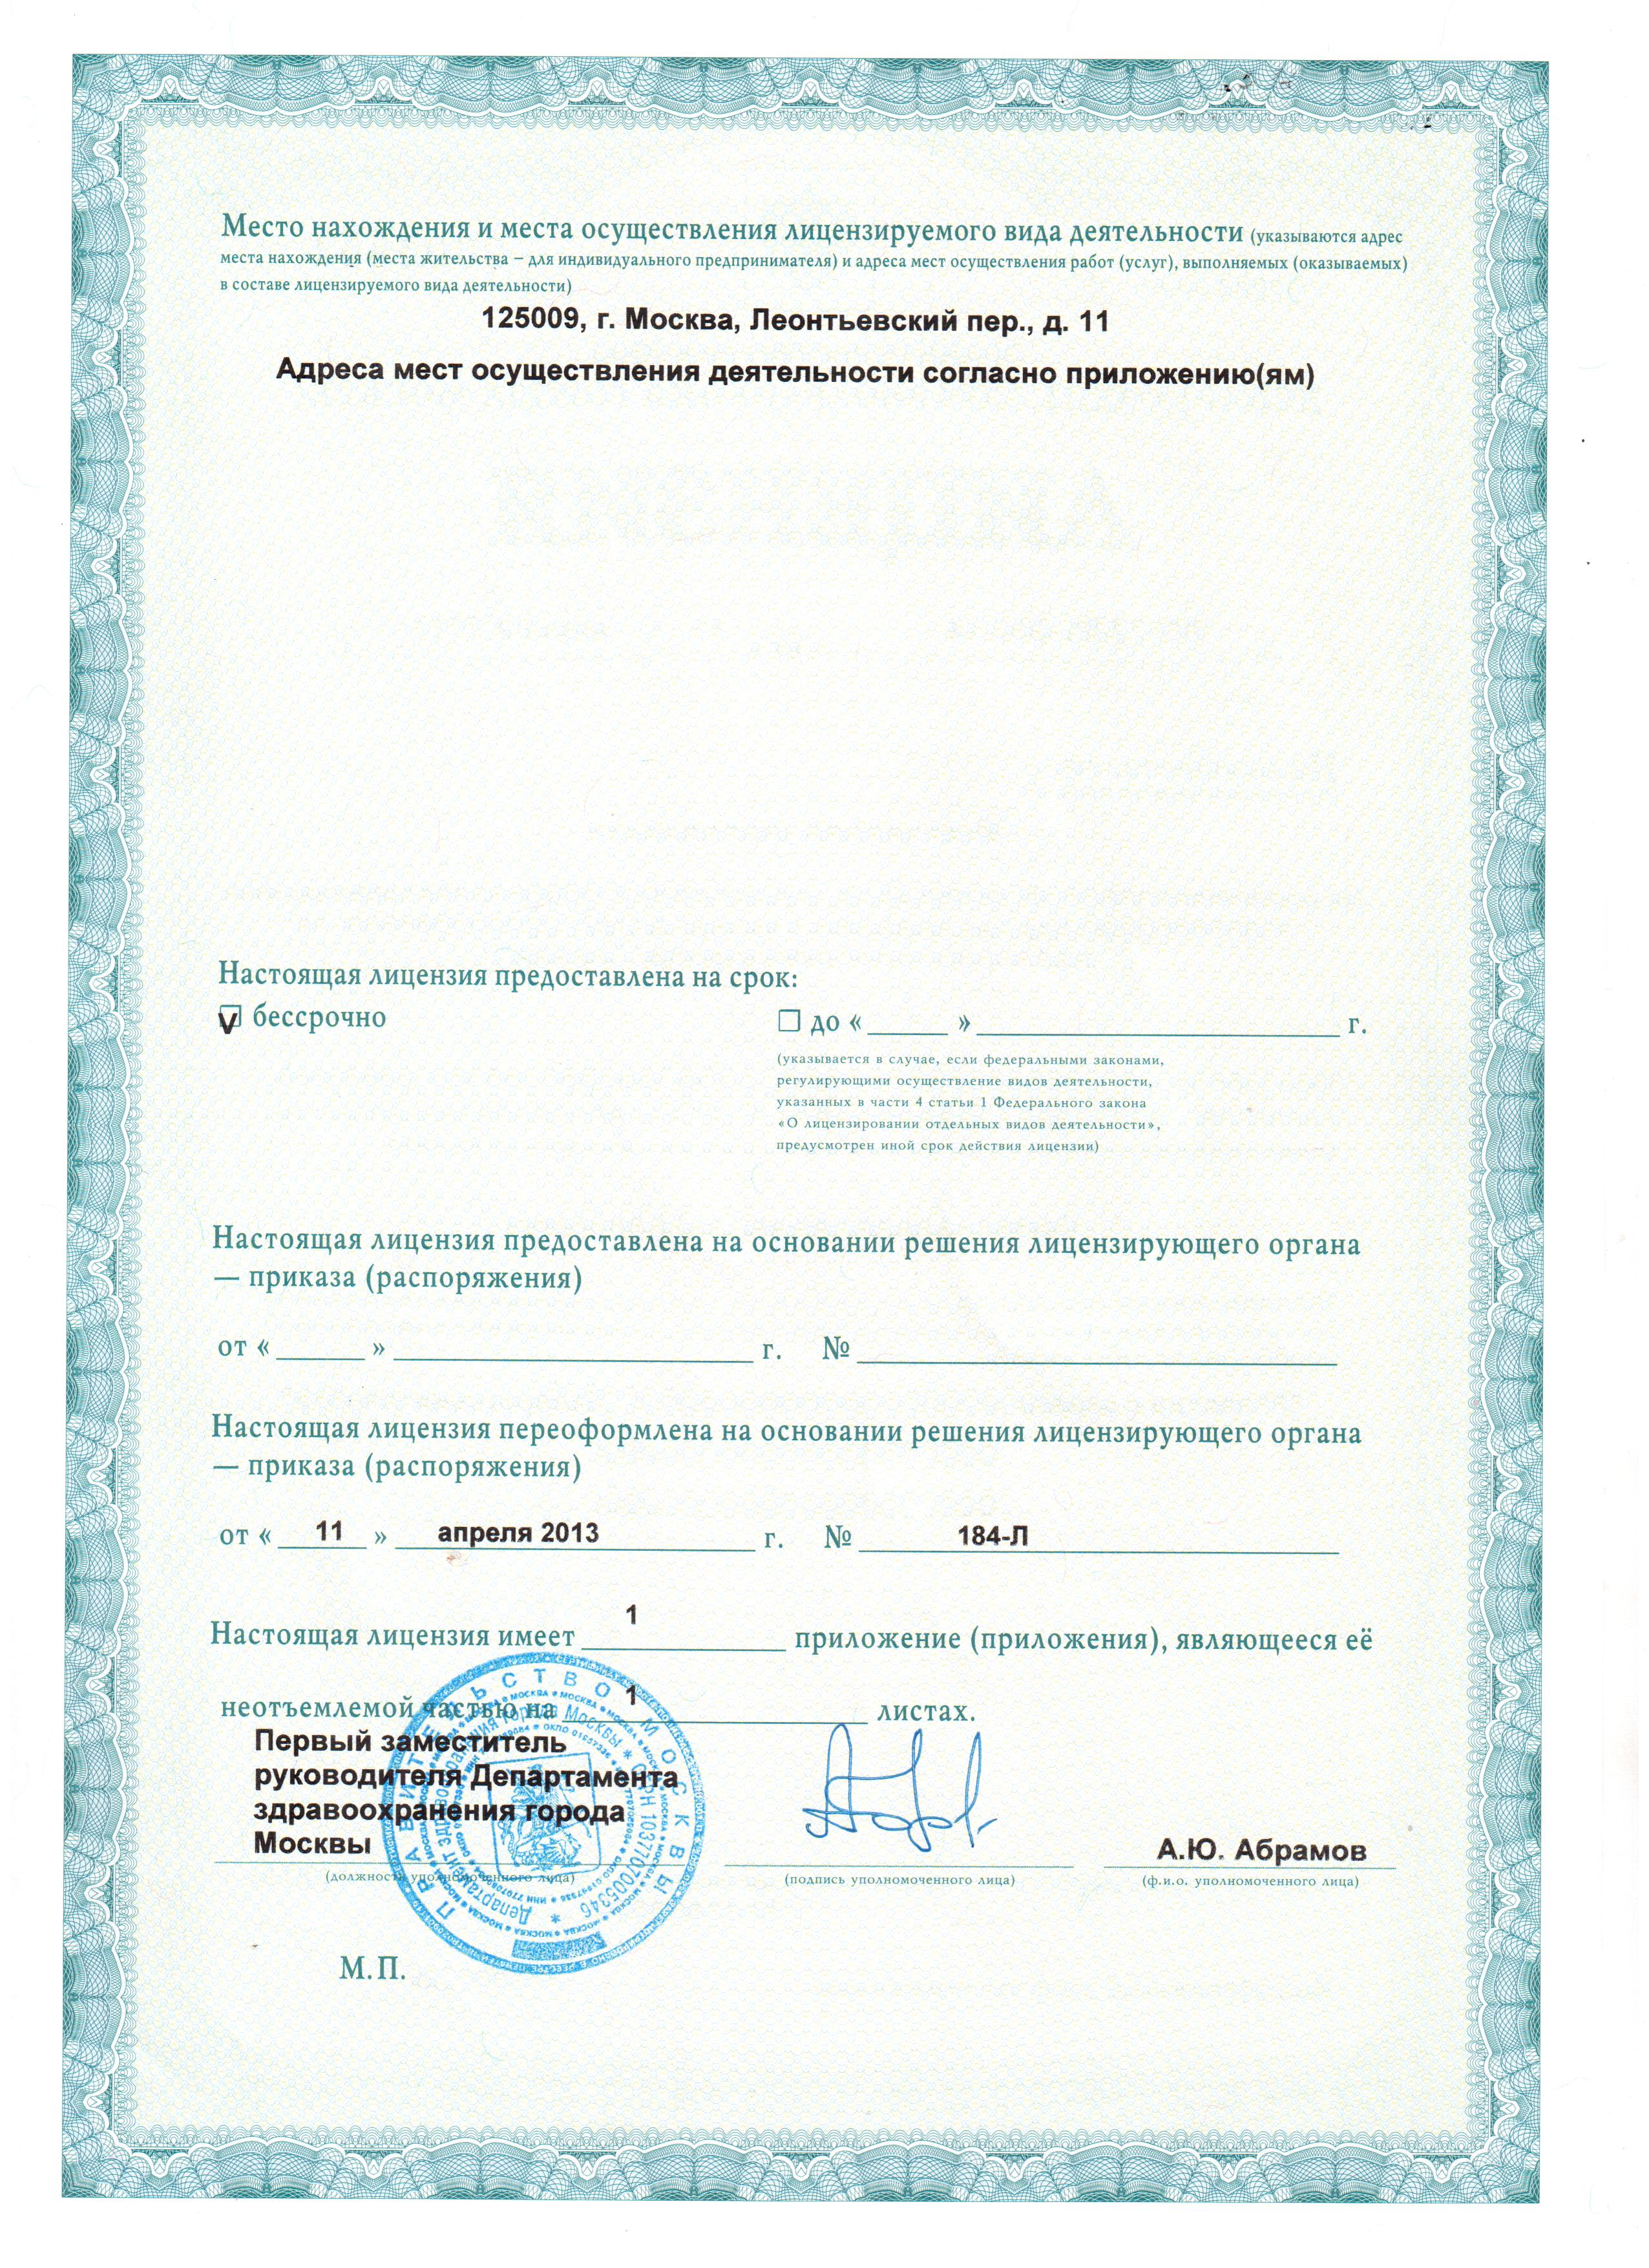 Место нахождения и места осуществления лицензируемого вида деятельности (указываются адрес
места нахождения (места жительства – для индивидуального предпринимателя) и адреса мест осуществления работ (услуг), выполняемых (оказываемых)
в составе лицензируемого вида деятельности)
125009, г. Москва, Леонтьевский пер., д. 11
Адреса мест осуществления деятельности согласно приложению(ям)
Настоящая лицензия предоставлена на срок:
V бессрочно
☐ до «______»__________________________ г.
(указывается в случае, если федеральными законами,
регулирующими осуществление видов деятельности,
указанных в части 4 статьи 1 Федерального закона
«О лицензировании отдельных видов деятельности»,
предусмотрен иной срок действия лицензии)
Настоящая лицензия предоставлена на основании решения лицензирующего органа
— приказа (распоряжения)
от «______» __________________________ г. № __________________________
Настоящая лицензия переоформлена на основании решения лицензирующего органа
— приказа (распоряжения)
от « 11 » апреля 2013 г. № 184-Л
Настоящая лицензия имеет 1 приложение (приложения), являющееся её
неотъемлемой частью на 1 листах.
Первый заместитель
руководителя Департамента
здравоохранения города
Москвы
А.Ю. Абрамов
(должность уполномоченного лица)
(подпись уполномоченного лица)
(ф.и.о. уполномоченного лица)
М.П.
ПРАВИТЕЛЬСТВО МОСКВЫ
Департамент здравоохранения города Москвы * ОГРН 1037707005346 *